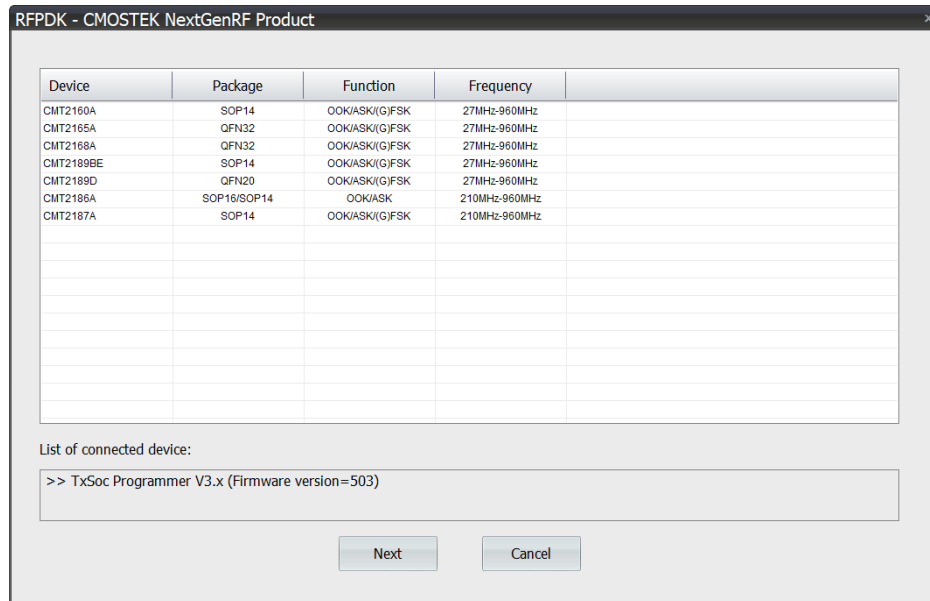 RFPDK - CMOSTEK NextGenRF Product
Device Package Function Frequency
CMT2160A SOP14 OOK/ASK/(G)FSK 27MHz-960MHz
CMT2165A QFN32 OOK/ASK/(G)FSK 27MHz-960MHz
CMT2168A QFN32 OOK/ASK/(G)FSK 27MHz-960MHz
CMT2189BE SOP14 OOK/ASK/(G)FSK 27MHz-960MHz
CMT2189D QFN20 OOK/ASK/(G)FSK 27MHz-960MHz
CMT2186A SOP16/SOP14 OOK/ASK 210MHz-960MHz
CMT2187A SOP14 OOK/ASK/(G)FSK 210MHz-960MHz
List of connected device:
>> TxSoc Programmer V3.x (Firmware version=503)
Next Cancel